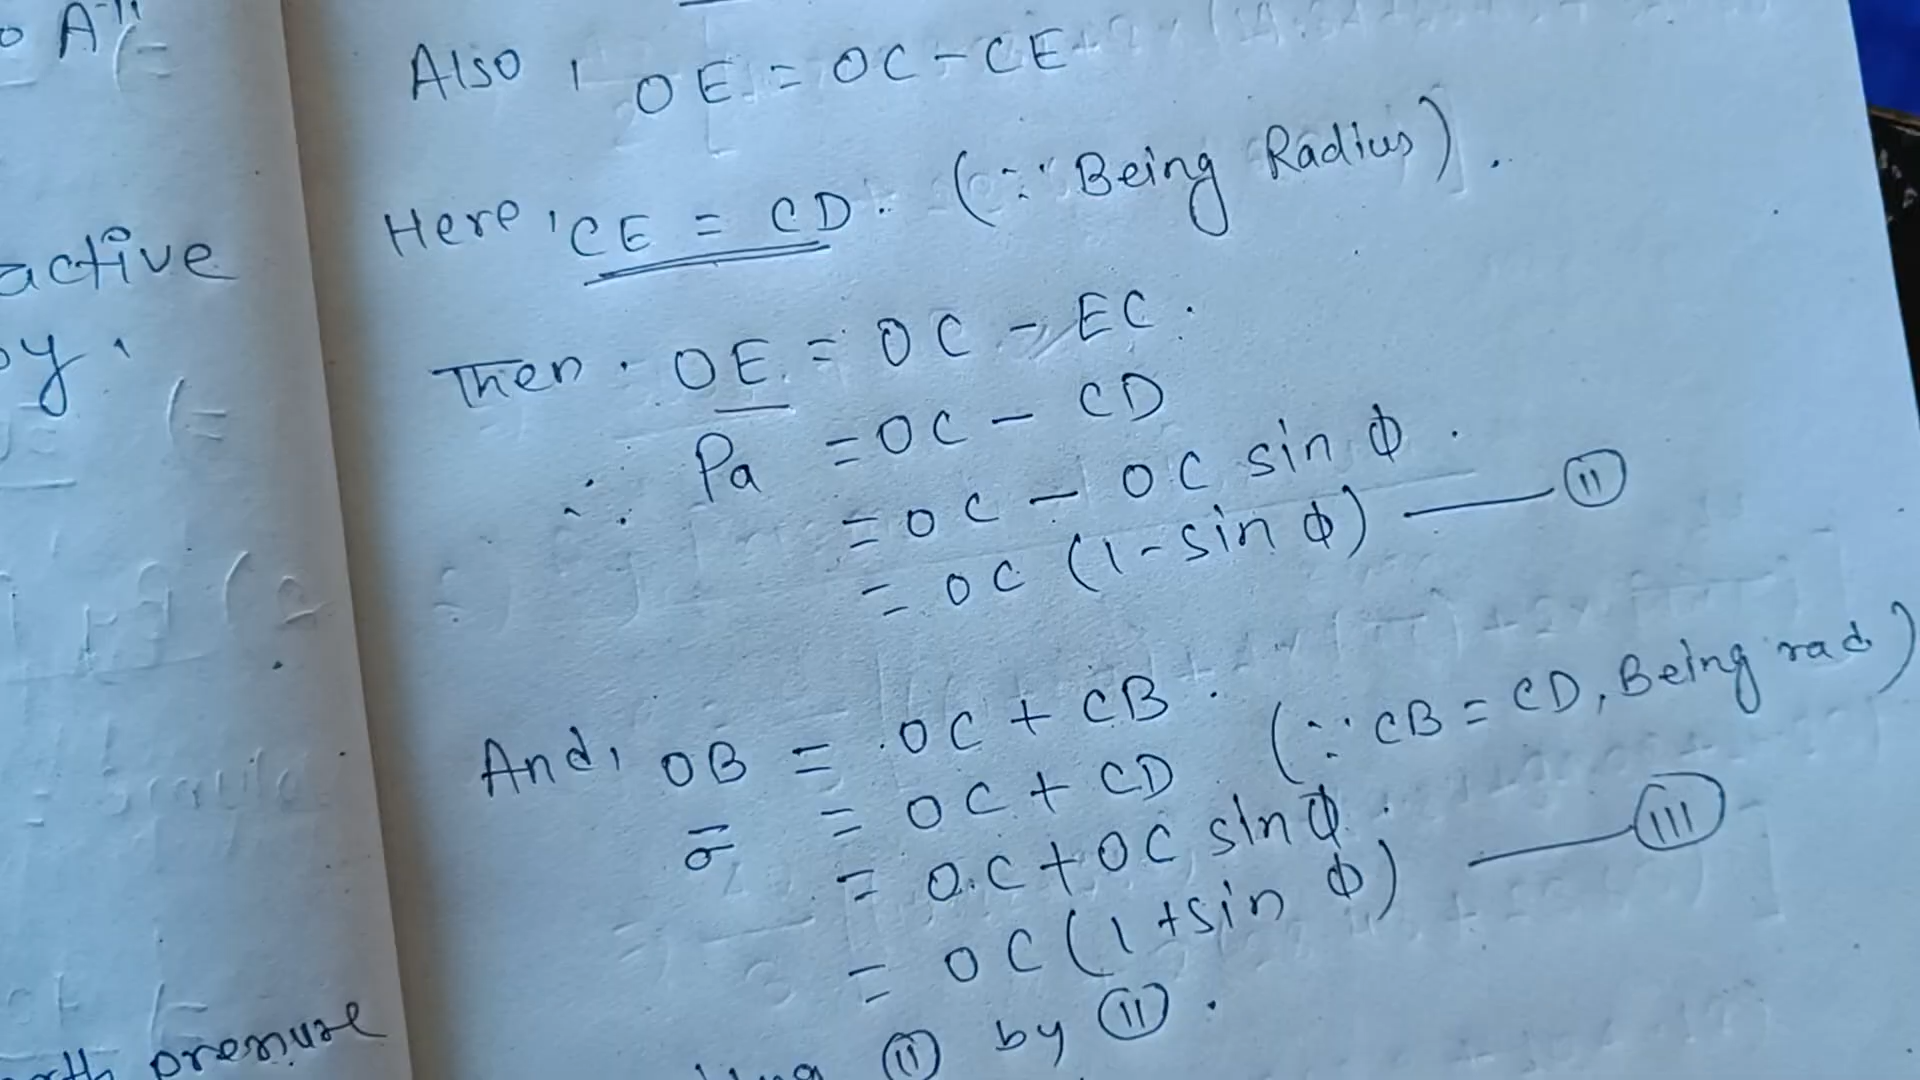 Also, OE = OC - CE
Here, CE = CD. (∵ Being Radius).
Then. OE = OC - EC.
∴ Pa = OC - CD
= OC - OC sin ϕ.
= OC (1 - sin ϕ) — (II)
And, OB = OC + CB.
σ̄ = OC + CD (∵ CB = CD, Being rad)
= OC + OC sin ϕ.
= OC (1 + sin ϕ) — (III)
(II) by (II).
active
pressure